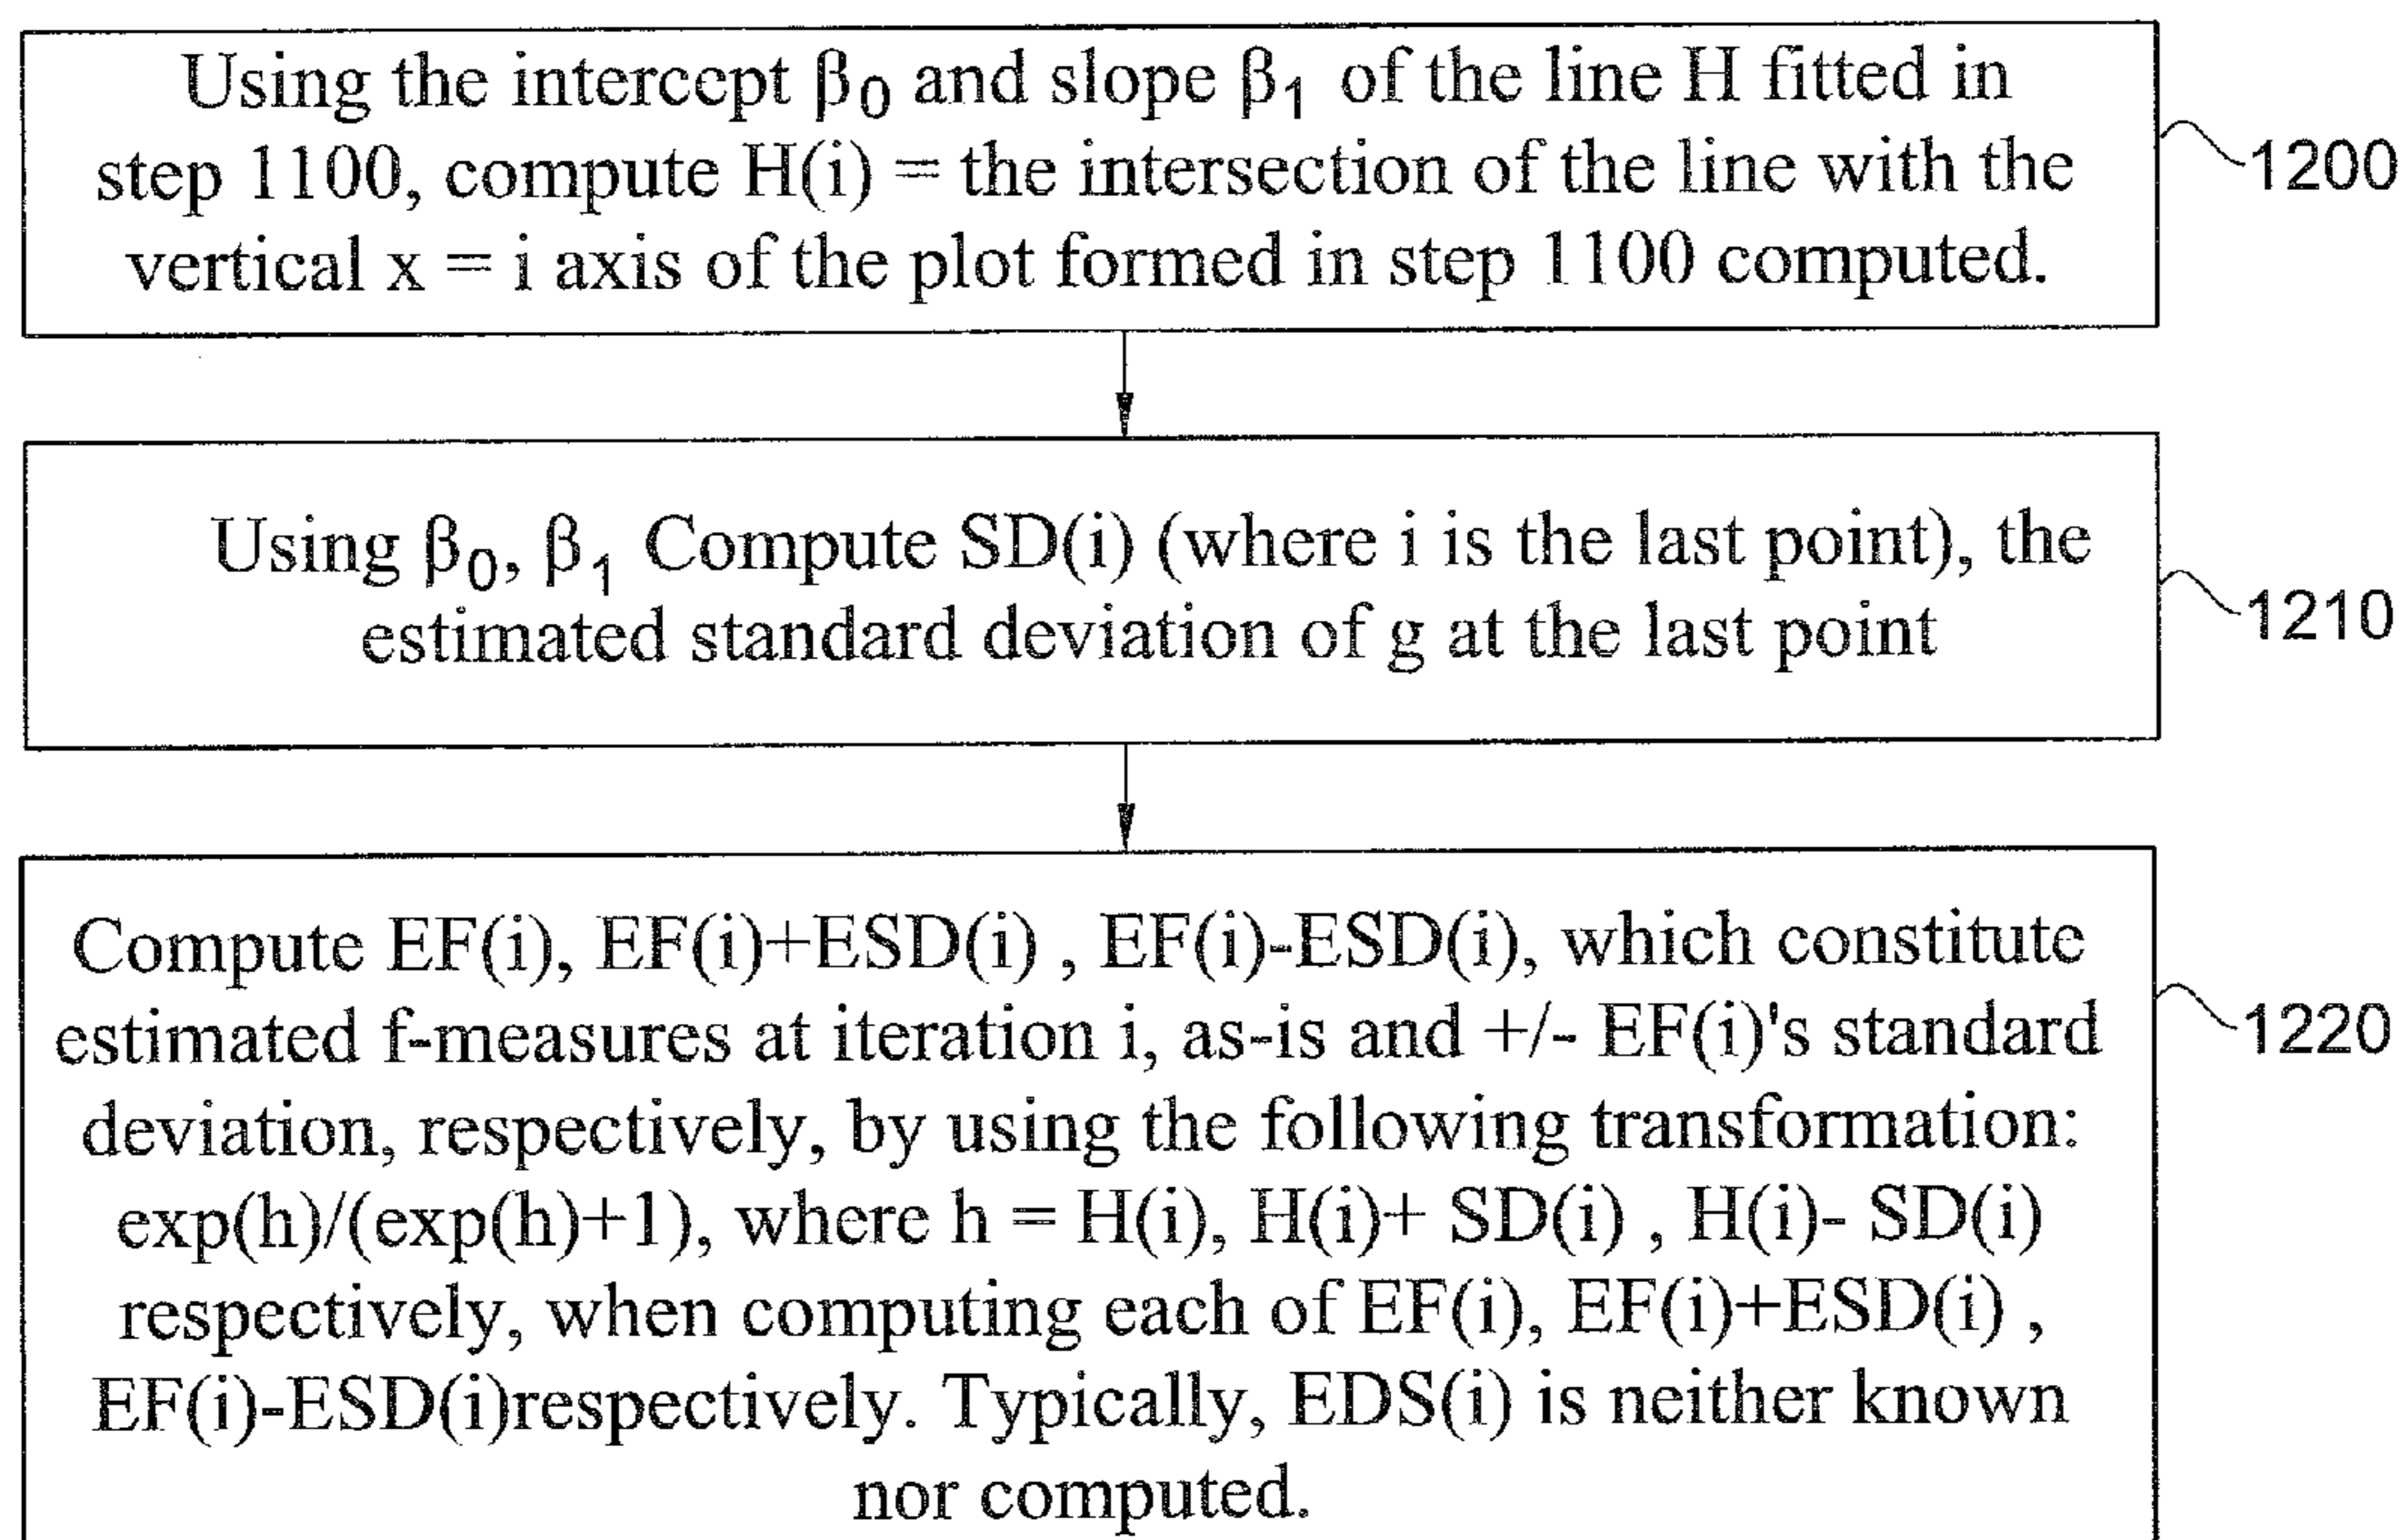 Using the intercept β0 and slope β1 of the line H fitted in
step 1100, compute H(i) = the intersection of the line with the
vertical x = i axis of the plot formed in step 1100 computed.
1200
Using β0, β1 Compute SD(i) (where i is the last point), the
estimated standard deviation of g at the last point
1210
Compute EF(i), EF(i)+ESD(i) , EF(i)-ESD(i), which constitute
estimated f-measures at iteration i, as-is and +/- EF(i)'s standard
deviation, respectively, by using the following transformation:
exp(h)/(exp(h)+1), where h = H(i), H(i)+ SD(i) , H(i)- SD(i)
respectively, when computing each of EF(i), EF(i)+ESD(i) ,
EF(i)-ESD(i)respectively. Typically, EDS(i) is neither known
nor computed.
1220